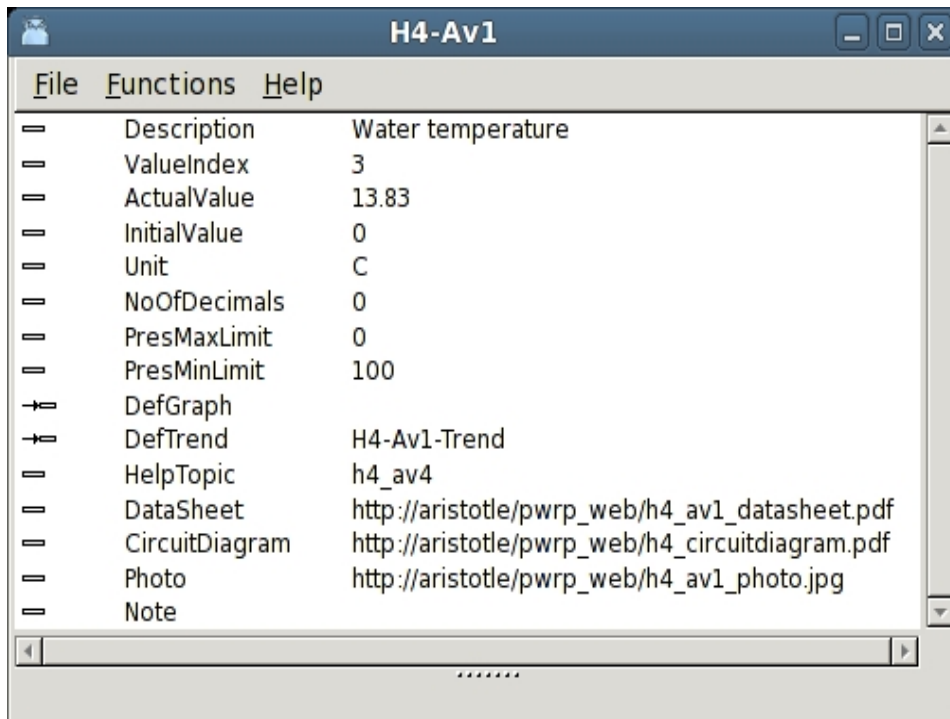 H4-Av1
File Functions Help
Description Water temperature
ValueIndex 3
ActualValue 13.83
InitialValue 0
Unit C
NoOfDecimals 0
PresMaxLimit 0
PresMinLimit 100
DefGraph
DefTrend H4-Av1-Trend
HelpTopic h4_av4
DataSheet http://aristotle/pwrp_web/h4_av1_datasheet.pdf
CircuitDiagram http://aristotle/pwrp_web/h4_circuitdiagram.pdf
Photo http://aristotle/pwrp_web/h4_av1_photo.jpg
Note